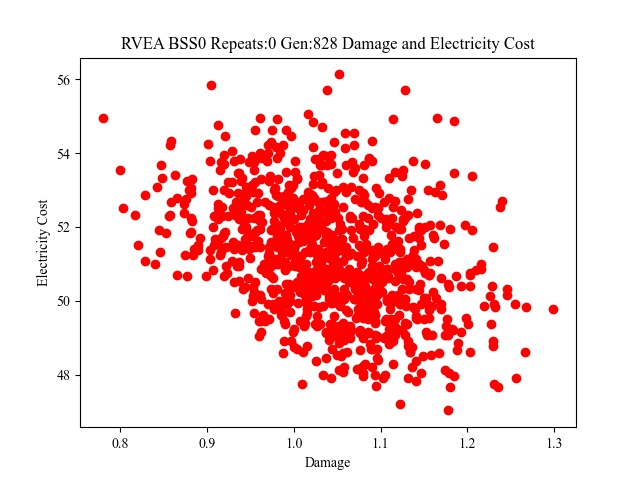 RVEA BSS0 Repeats:0 Gen:828 Damage and Electricity Cost
56
54
52
50
48
Electricity Cost
0.8 0.9 1.0 1.1 1.2 1.3
Damage